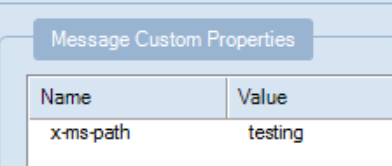 Message Custom Properties
Name Value
x-ms-path testing